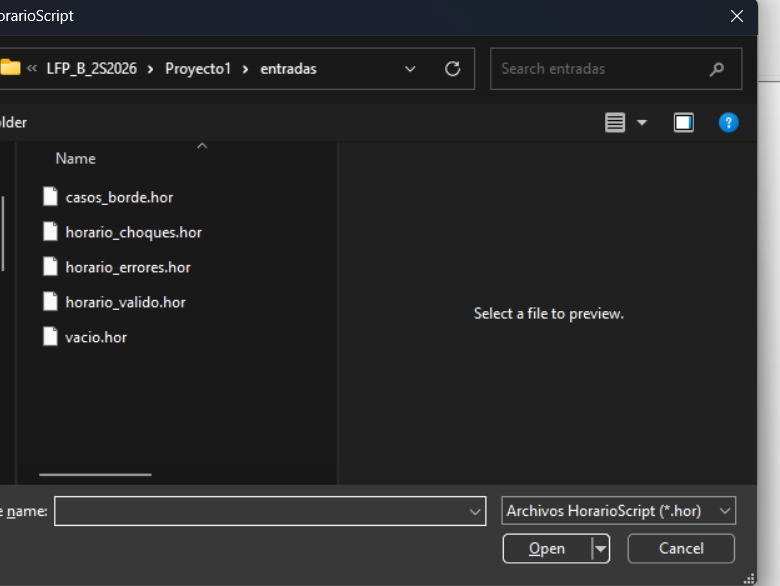 orarioScript
« LFP_B_2S2026 › Proyecto1 › entradas
Search entradas
lder
?
Name
casos_borde.hor
horario_choques.hor
horario_errores.hor
horario_valido.hor
vacio.hor
Select a file to preview.
e name:
Archivos HorarioScript (*.hor)
Open
Cancel